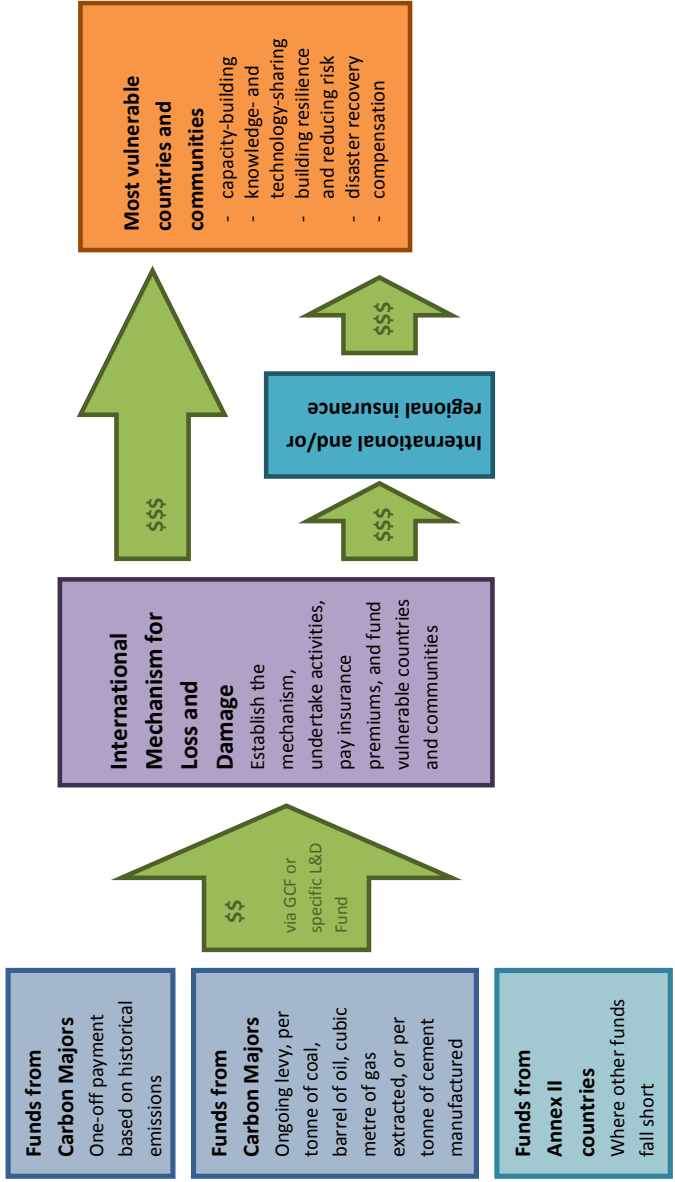 Funds from
Carbon Majors
One-off payment
based on historical
emissions
Funds from
Carbon Majors
Ongoing levy, per
tonne of coal,
barrel of oil, cubic
metre of gas
extracted, or per
tonne of cement
manufactured
Funds from
Annex II
countries
Where other funds
fall short
$$
via GCF or
specific L&D
Fund
International
Mechanism for
Loss and
Damage
Establish the
mechanism,
undertake activities,
pay insurance
premiums, and fund
vulnerable countries
and communities
$$$
$$$
International and/or
regional insurance
$$$
Most vulnerable
countries and
communities
- capacity-building
- knowledge- and
technology-sharing
- building resilience
and reducing risk
- disaster recovery
- compensation